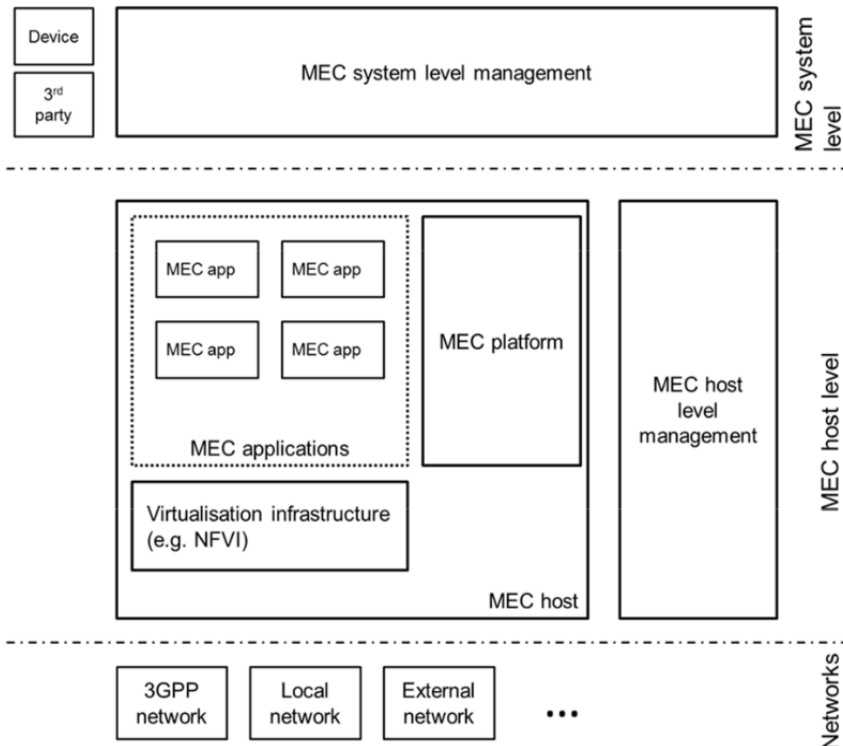 Device
3rd
party
MEC system level management
MEC system
level
MEC app
MEC app
MEC app
MEC app
MEC applications
MEC platform
Virtualisation infrastructure
(e.g. NFVI)
MEC host
MEC host
level
management
MEC host level
3GPP
network
Local
network
External
network
...
Networks